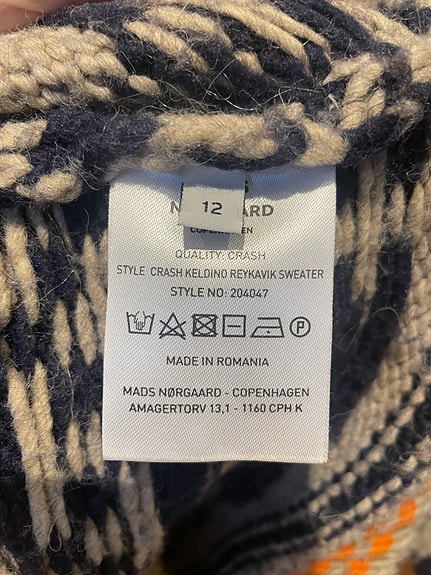 12
COPENHAGEN
QUALITY: CRASH
STYLE CRASH KELDINO REYKAVIK SWEATER
STYLE NO: 204047
P
MADE IN ROMANIA
MADS NØRGAARD - COPENHAGEN
AMAGERTORV 13,1 - 1160 CPH K